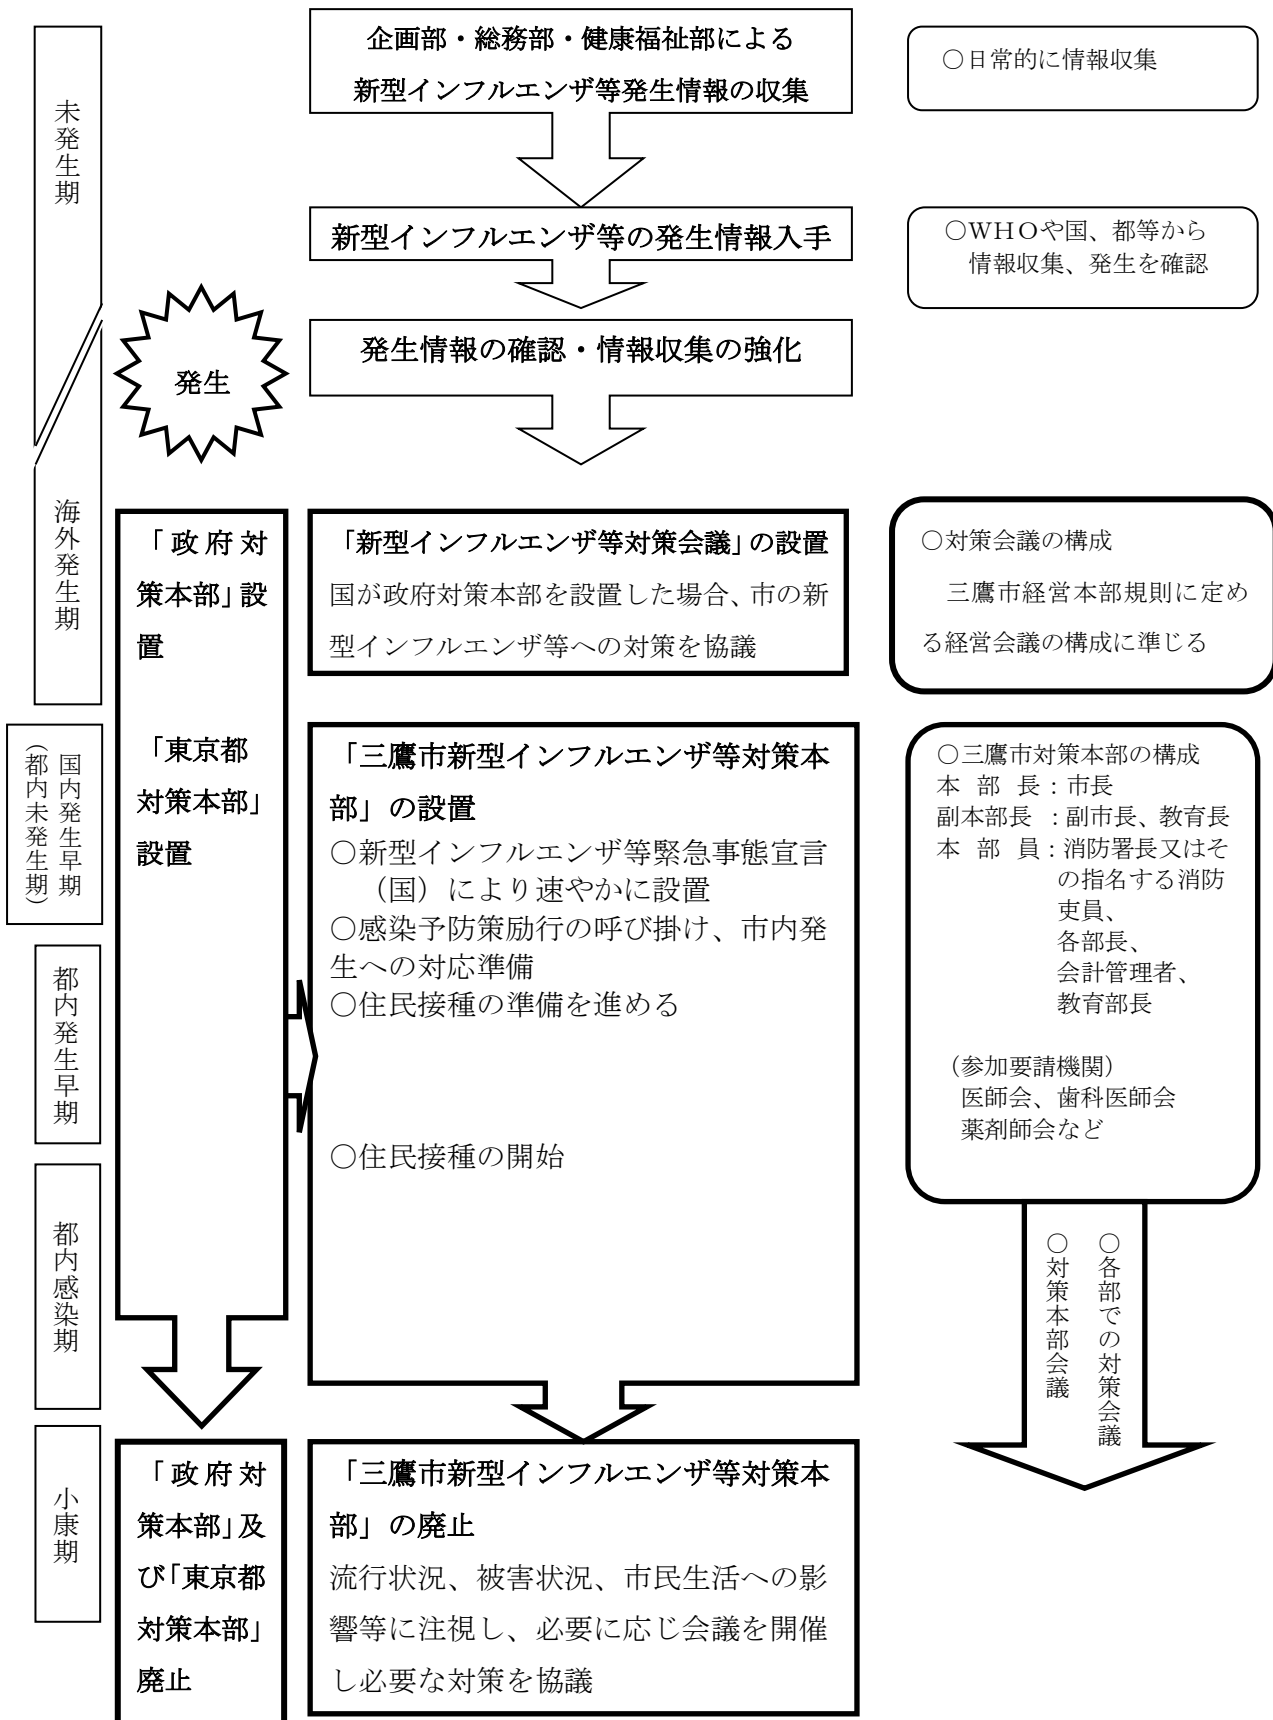 未発生期
企画部・総務部・健康福祉部による
新型インフルエンザ等発生情報の収集
○日常的に情報収集
新型インフルエンザ等の発生情報入手
○WHOや国、都等から
情報収集、発生を確認
発生
発生情報の確認・情報収集の強化
海外発生期
「政府対
策本部」設
置
「東京都
対策本部」
設置
「新型インフルエンザ等対策会議」の設置
国が政府対策本部を設置した場合、市の新
型インフルエンザ等への対策を協議
○対策会議の構成
三鷹市経営本部規則に定め
る経営会議の構成に準じる
国内発生早期
(都内未発生期)
都内発生早期
都内感染期
「三鷹市新型インフルエンザ等対策本
部」の設置
○新型インフルエンザ等緊急事態宣言
(国)により速やかに設置
○感染予防策励行の呼び掛け、市内発
生への対応準備
○住民接種の準備を進める
○住民接種の開始
○三鷹市対策本部の構成
本部長:市長
副本部長:副市長、教育長
本部員:消防署長又はそ
の指名する消防
吏員、
各部長、
会計管理者、
教育部長
(参加要請機関)
医師会、歯科医師会
薬剤師会など
○各部での対策会議
○対策本部会議
小康期
「政府対
策本部」及
び「東京都
対策本部」
廃止
「三鷹市新型インフルエンザ等対策本
部」の廃止
流行状況、被害状況、市民生活への影
響等に注視し、必要に応じ会議を開催
し必要な対策を協議